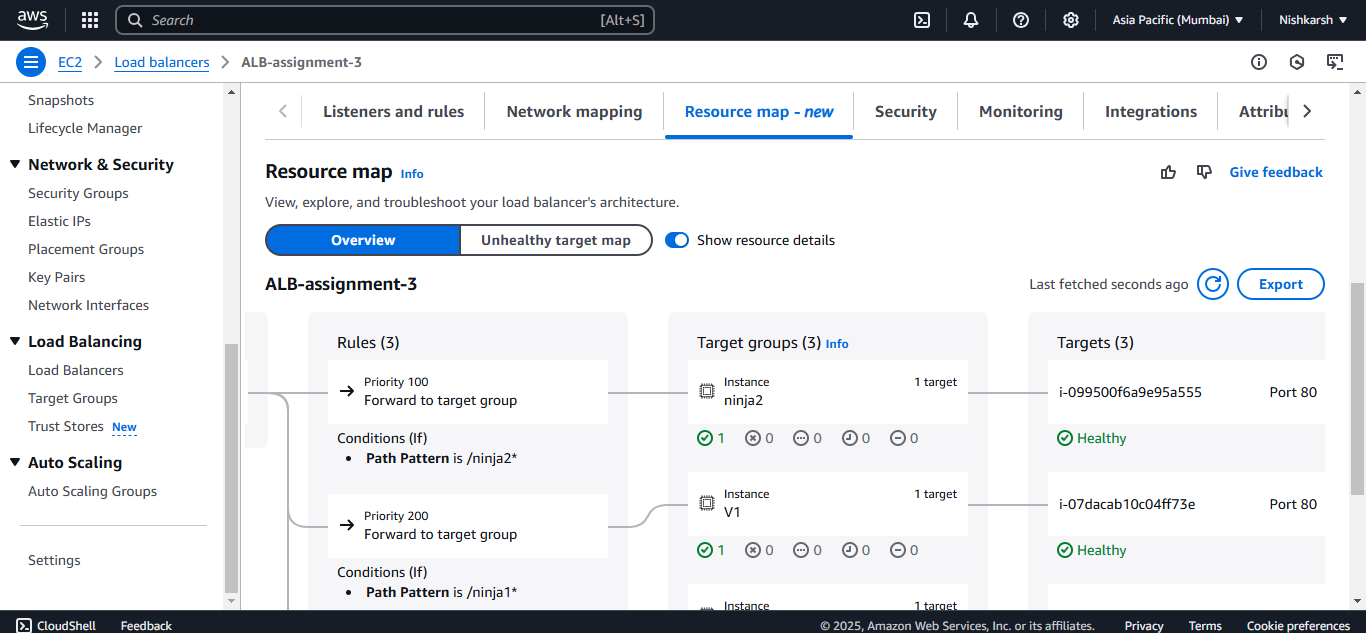 aws
Search [Alt+S]
Asia Pacific (Mumbai) Nishkarsh
EC2 Load balancers ALB-assignment-3
Snapshots
Lifecycle Manager
Network & Security
Security Groups
Elastic IPs
Placement Groups
Key Pairs
Network Interfaces
Load Balancing
Load Balancers
Target Groups
Trust Stores New
Auto Scaling
Auto Scaling Groups
Settings
Listeners and rules Network mapping Resource map - new Security Monitoring Integrations Attribu
Resource map Info
Give feedback
View, explore, and troubleshoot your load balancer's architecture.
Overview Unhealthy target map Show resource details
ALB-assignment-3
Last fetched seconds ago Export
Rules (3)
Priority 100
Forward to target group
Conditions (If)
• Path Pattern is /ninja2*
Priority 200
Forward to target group
Conditions (If)
• Path Pattern is /ninja1*
Target groups (3) Info
Instance 1 target
ninja2
1 0 0 0 0
Instance 1 target
V1
1 0 0 0 0
Instance 1 target
Targets (3)
i-099500f6a9e95a555 Port 80
Healthy
i-07dacab10c04ff73e Port 80
Healthy
CloudShell Feedback
© 2025, Amazon Web Services, Inc. or its affiliates. Privacy Terms Cookie preferences